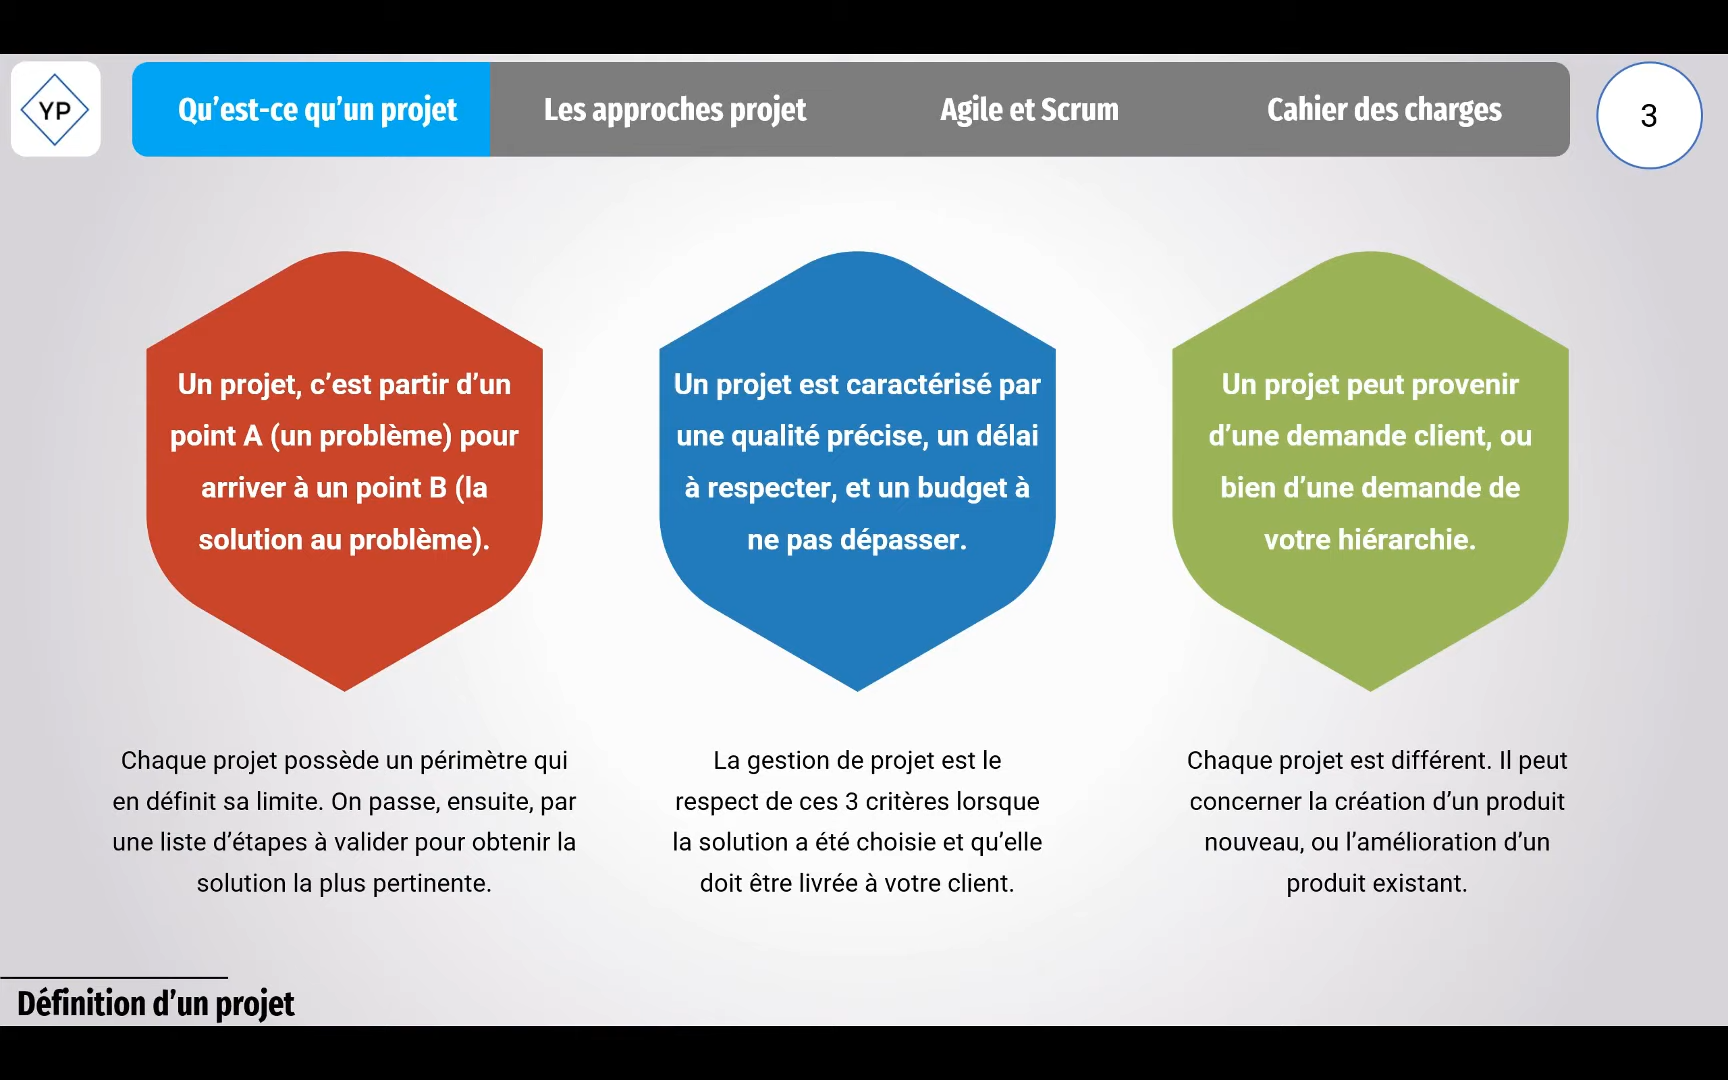 YP
Qu’est-ce qu’un projet
Les approches projet
Agile et Scrum
Cahier des charges
3
Un projet, c’est partir d’un
point A (un problème) pour
arriver à un point B (la
solution au problème).
Un projet est caractérisé par
une qualité précise, un délai
à respecter, et un budget à
ne pas dépasser.
Un projet peut provenir
d’une demande client, ou
bien d’une demande de
votre hiérarchie.
Chaque projet possède un périmètre qui
en définit sa limite. On passe, ensuite, par
une liste d’étapes à valider pour obtenir la
solution la plus pertinente.
La gestion de projet est le
respect de ces 3 critères lorsque
la solution a été choisie et qu’elle
doit être livrée à votre client.
Chaque projet est différent. Il peut
concerner la création d’un produit
nouveau, ou l’amélioration d’un
produit existant.
Définition d’un projet